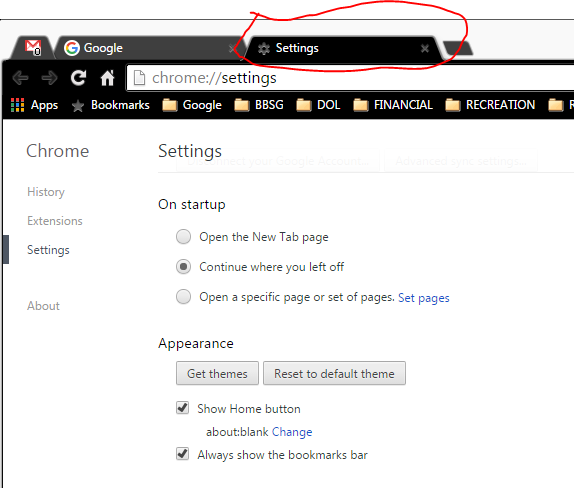 0 Google Settings
chrome://settings
Apps Bookmarks Google BBSG DOL FINANCIAL RECREATION
Chrome Settings
Connect your Google Account... Advanced sync settings...
History
Extensions
Settings
About
On startup
Open the New Tab page
Continue where you left off
Open a specific page or set of pages. Set pages
Appearance
Get themes Reset to default theme
Show Home button
about:blank Change
Always show the bookmarks bar